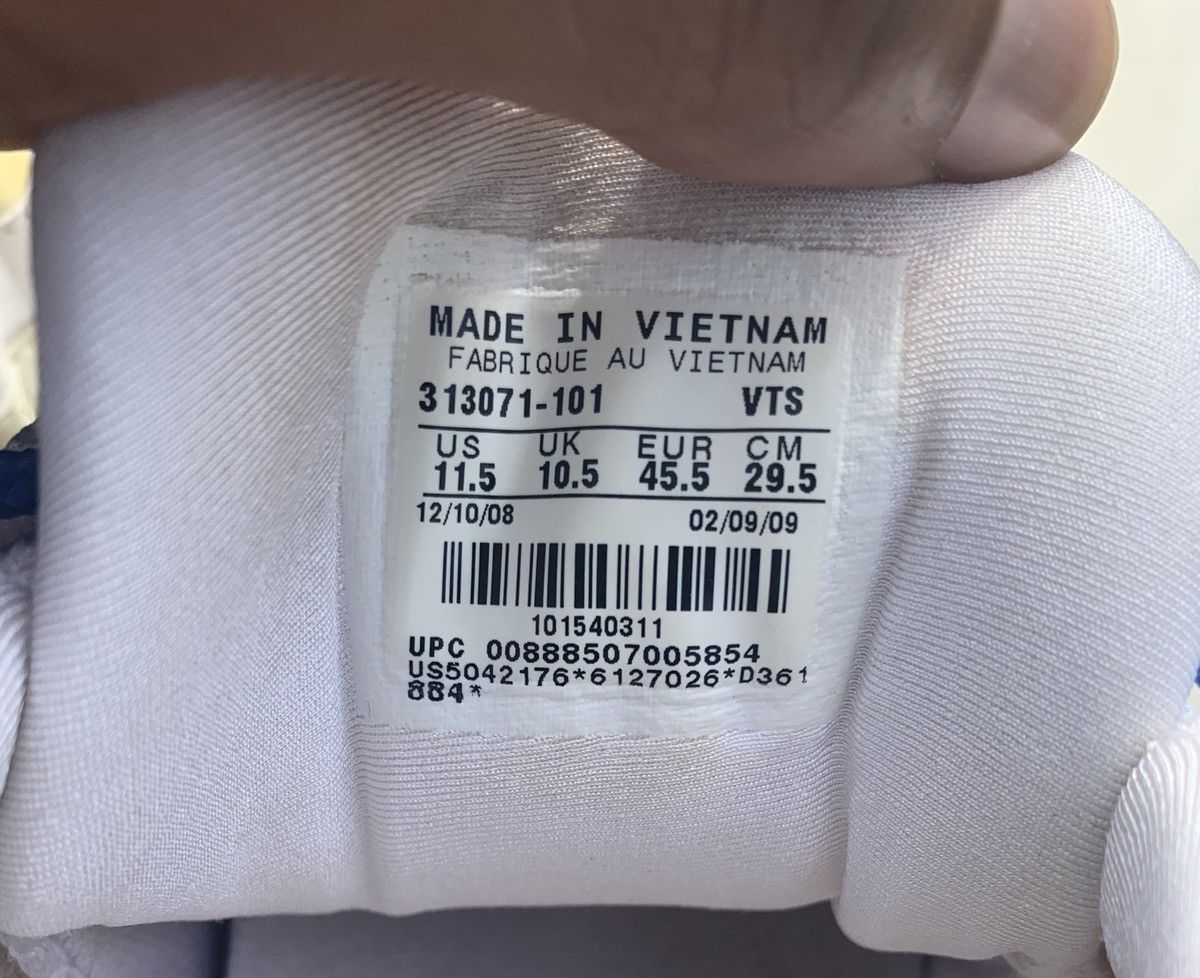 MADE IN VIETNAM
FABRIQUE AU VIETNAM
313071-101 VTS
US UK EUR CM
11.5 10.5 45.5 29.5
12/10/08 02/09/09
101540311
UPC 00888507005854
US5042176*6127026*D361
884*